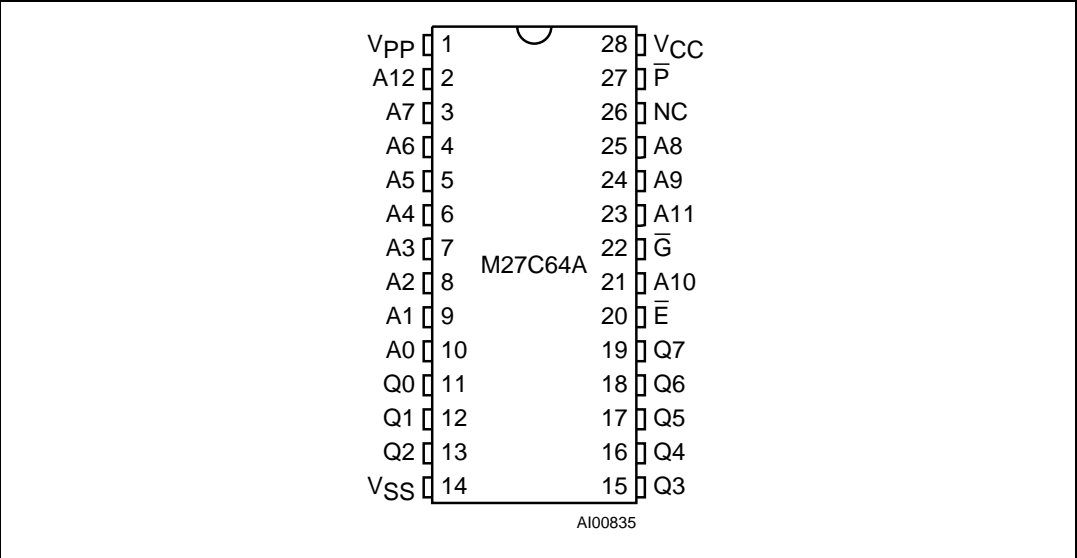 VPP 1 28 VCC
A12 2 27 P̅
A7 3 26 NC
A6 4 25 A8
A5 5 24 A9
A4 6 23 A11
A3 7 22 G̅
M27C64A
A2 8 21 A10
A1 9 20 E̅
A0 10 19 Q7
Q0 11 18 Q6
Q1 12 17 Q5
Q2 13 16 Q4
VSS 14 15 Q3
AI00835